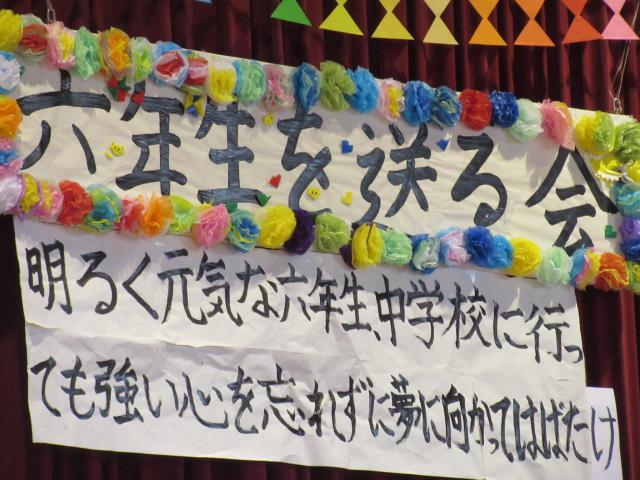 六年生を送る会
明るく元気な六年生、中学校に行っ
ても強い心を忘れずに夢に向かってはばたけ